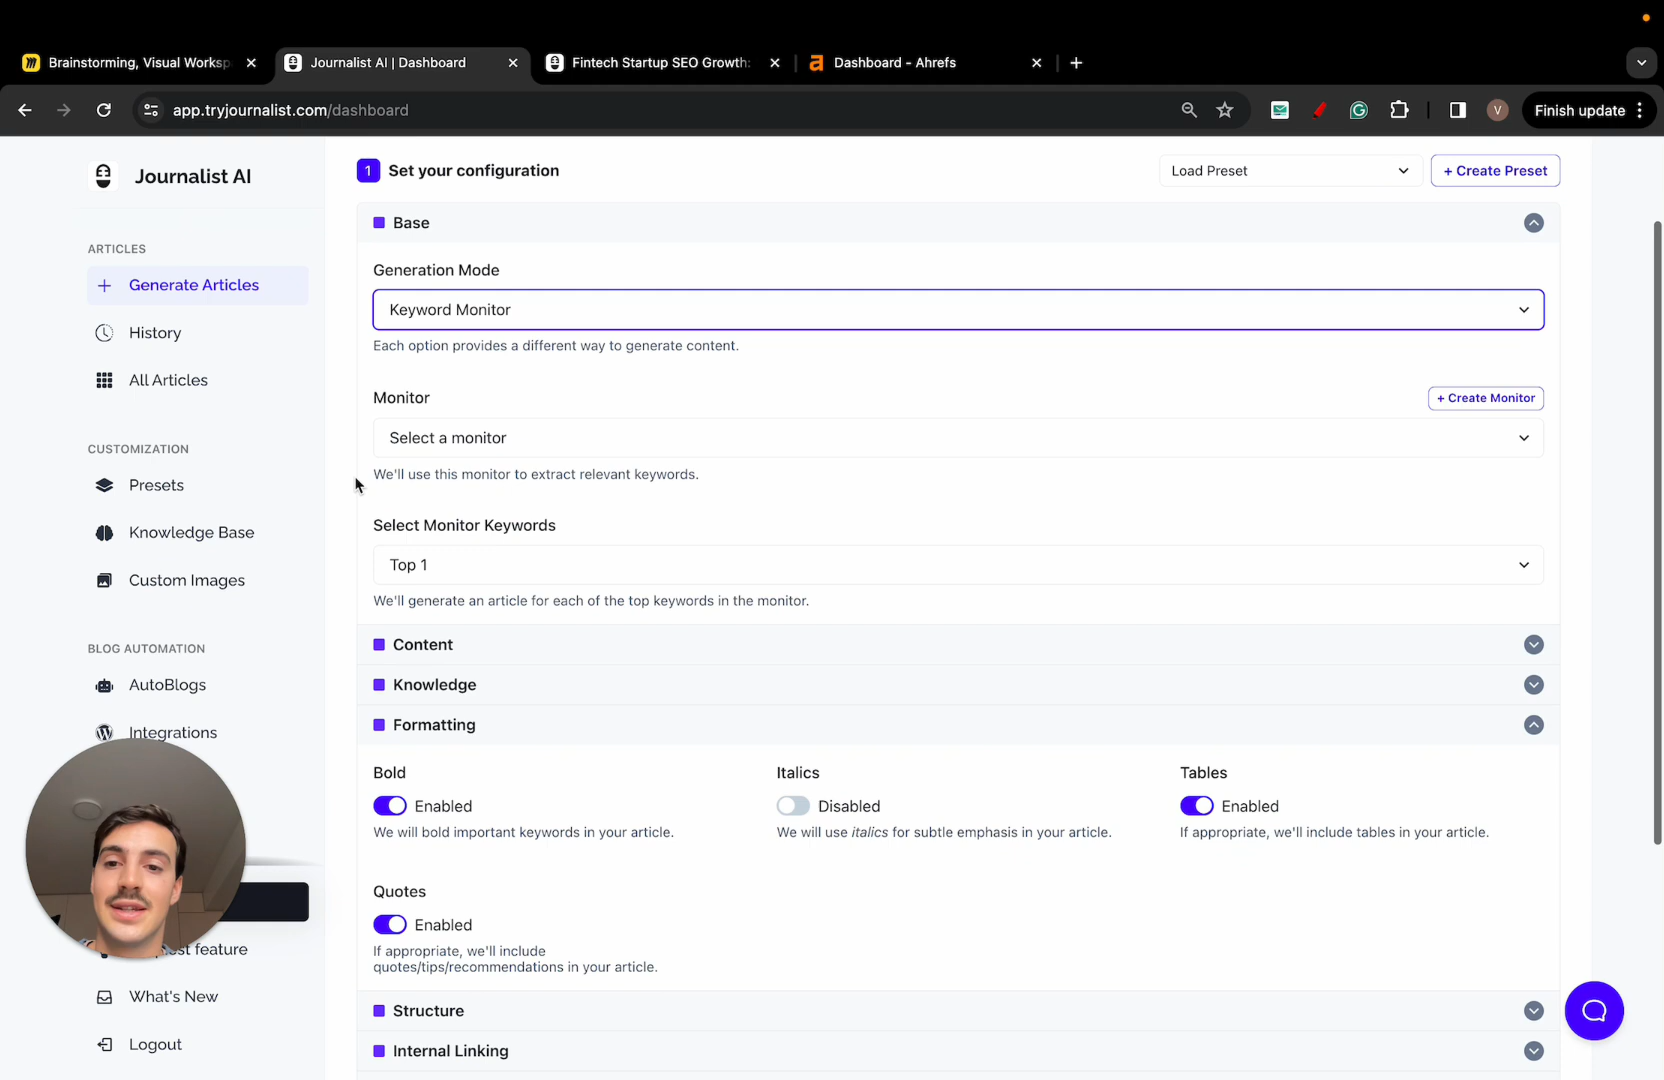 Brainstorming, Visual Worksp
Journalist AI | Dashboard
Fintech Startup SEO Growth:
Dashboard - Ahrefs
app.tryjournalist.com/dashboard
V
Finish update
Journalist AI
ARTICLES
Generate Articles
History
All Articles
CUSTOMIZATION
Presets
Knowledge Base
Custom Images
BLOG AUTOMATION
AutoBlogs
Integrations
st feature
What's New
Logout
1 Set your configuration
Load Preset
+ Create Preset
Base
Generation Mode
Keyword Monitor
Each option provides a different way to generate content.
Monitor
+ Create Monitor
Select a monitor
We'll use this monitor to extract relevant keywords.
Select Monitor Keywords
Top 1
We'll generate an article for each of the top keywords in the monitor.
Content
Knowledge
Formatting
Bold
Enabled
We will bold important keywords in your article.
Italics
Disabled
We will use italics for subtle emphasis in your article.
Tables
Enabled
If appropriate, we'll include tables in your article.
Quotes
Enabled
If appropriate, we'll include
quotes/tips/recommendations in your article.
Structure
Internal Linking